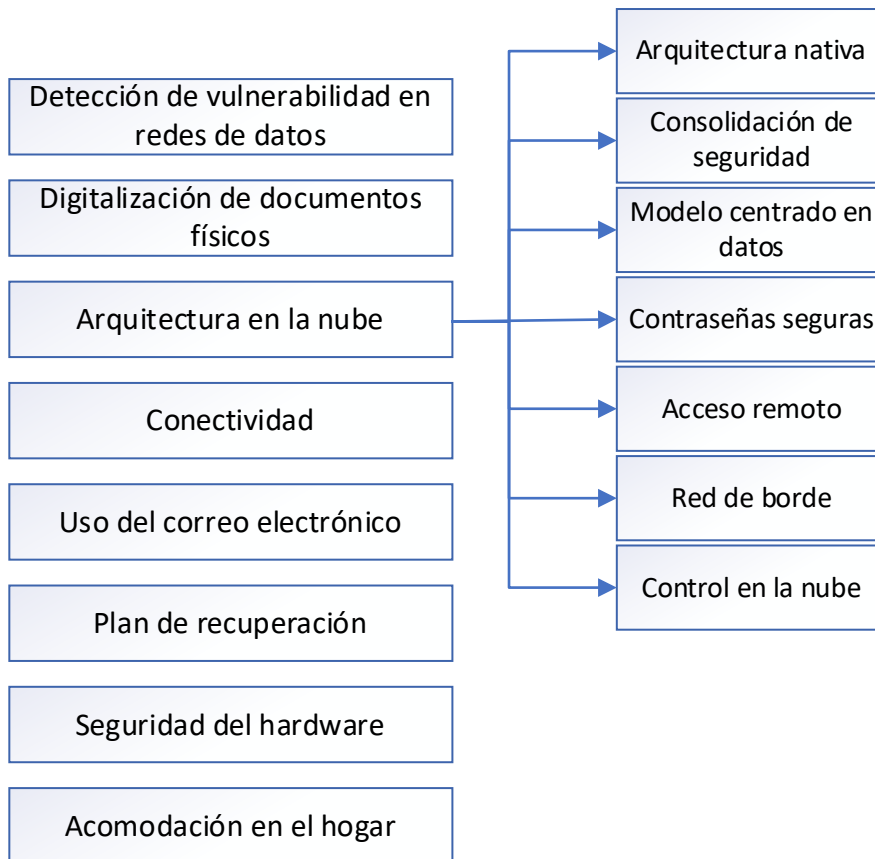 Detección de vulnerabilidad en
redes de datos
Digitalización de documentos
físicos
Arquitectura en la nube
Conectividad
Uso del correo electrónico
Plan de recuperación
Seguridad del hardware
Acomodación en el hogar
Arquitectura nativa
Consolidación de
seguridad
Modelo centrado en
datos
Contraseñas seguras
Acceso remoto
Red de borde
Control en la nube